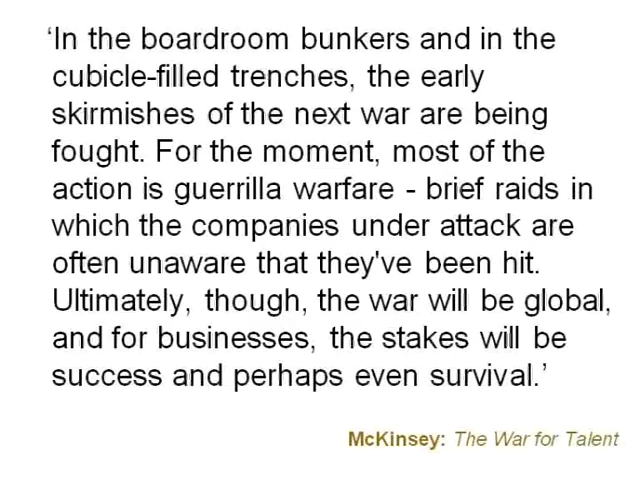 ‘In the boardroom bunkers and in the
cubicle-filled trenches, the early
skirmishes of the next war are being
fought. For the moment, most of the
action is guerrilla warfare - brief raids in
which the companies under attack are
often unaware that they've been hit.
Ultimately, though, the war will be global,
and for businesses, the stakes will be
success and perhaps even survival.’
McKinsey: The War for Talent